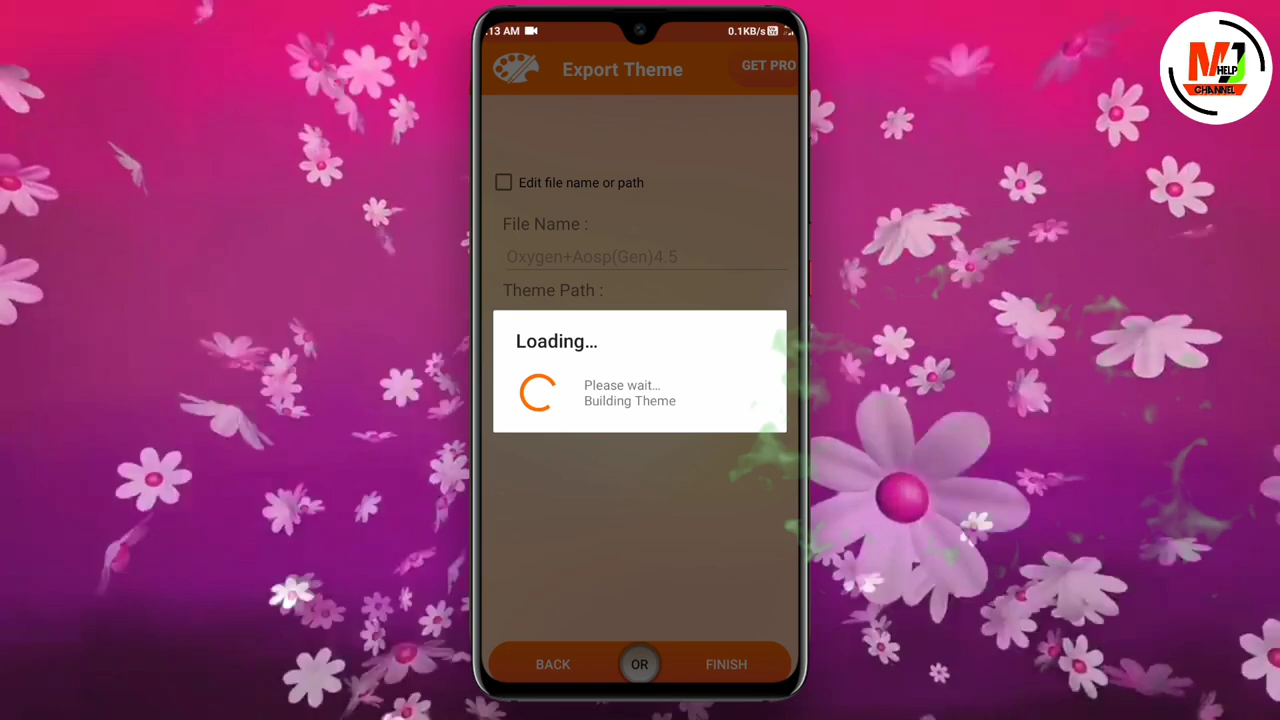 :13 AM
0.1KB/s
Export Theme
GET PRO
Edit file name or path
File Name :
Oxygen+Aosp(Gen)4.5
Theme Path :
Loading...
Please wait...
Building Theme
BACK
OR
FINISH
MJ
HELP
CHANNEL